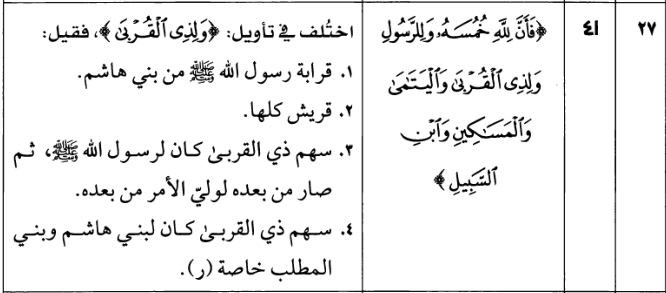 ٢٧
٤١
﴿فَأَنَّ لِلَّهِ خُمُسَهُۥ وَلِلرَّسُولِ
وَلِذِى ٱلْقُرْبَىٰ وَٱلْيَتَٰمَىٰ
وَٱلْمَسَٰكِينِ وَٱبْنِ
ٱلسَّبِيلِ﴾
اختُلف في تأويل: ﴿وَلِذِى ٱلْقُرْبَىٰ﴾، فقيل:
١. قرابة رسول الله ﷺ من بني هاشم.
٢. قريش كلها.
٣. سهم ذي القربىٰ كان لرسول الله ﷺ، ثم
صار من بعده لوليّ الأمر من بعده.
٤. سهم ذي القربىٰ كان لبني هاشم وبني
المطلب خاصة (ر).